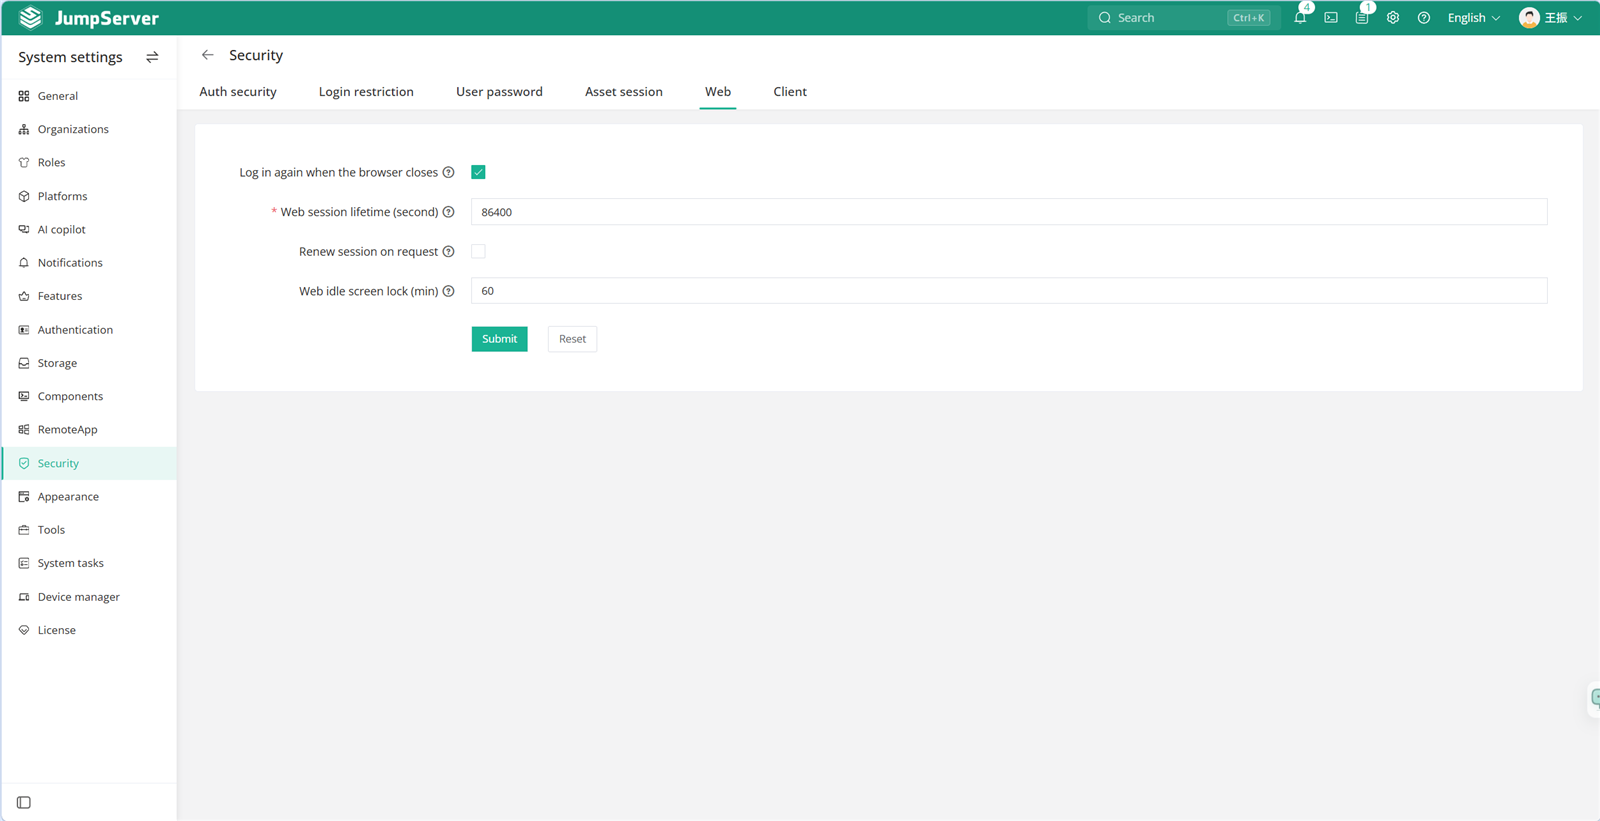 JumpServer
Search
Ctrl+K
4
1
English
王振
System settings
Security
General
Organizations
Roles
Platforms
AI copilot
Notifications
Features
Authentication
Storage
Components
RemoteApp
Security
Appearance
Tools
System tasks
Device manager
License
Auth security
Login restriction
User password
Asset session
Web
Client
Log in again when the browser closes
* Web session lifetime (second)
86400
Renew session on request
Web idle screen lock (min)
60
Submit
Reset